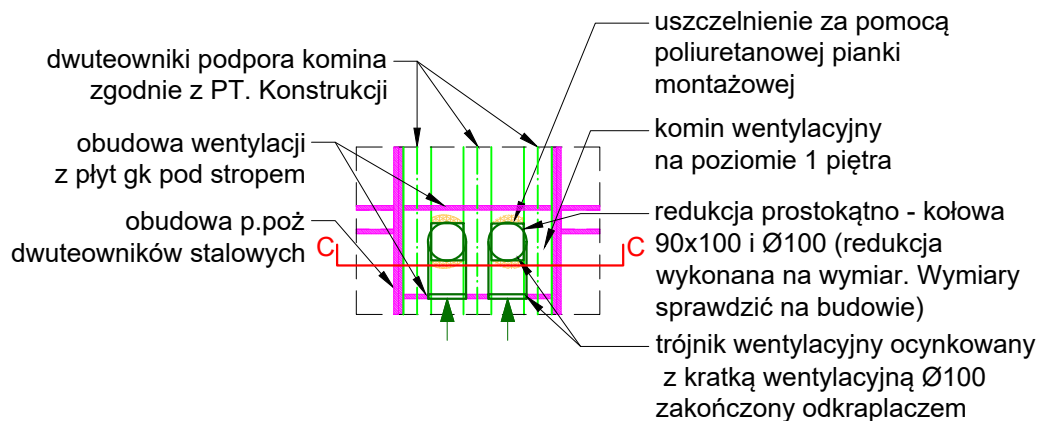 dwuteowniki podpora komina
zgodnie z PT. Konstrukcji
obudowa wentylacji
z płyt gk pod stropem
obudowa p.poż
dwuteowników stalowych
C
C
uszczelnienie za pomocą
poliuretanowej pianki
montażowej
komin wentylacyjny
na poziomie 1 piętra
redukcja prostokątno - kołowa
90x100 i Ø100 (redukcja
wykonana na wymiar. Wymiary
sprawdzić na budowie)
trójnik wentylacyjny ocynkowany
z kratką wentylacyjną Ø100
zakończony odkraplaczem